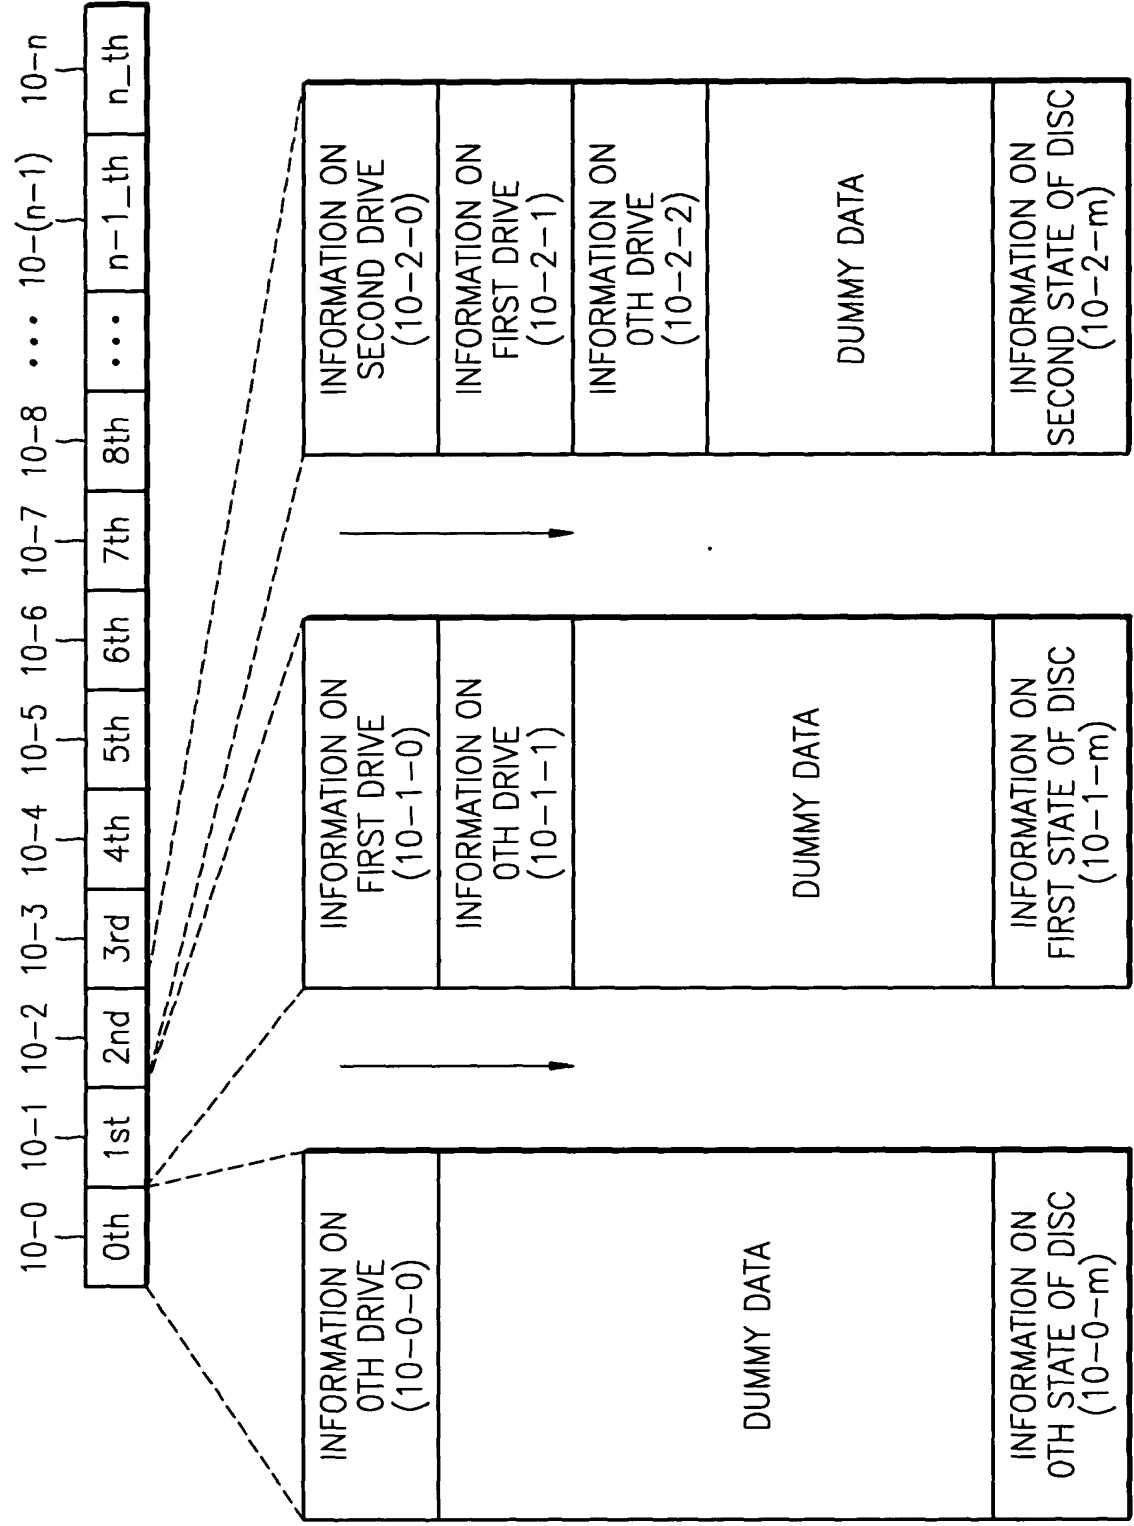 10-0 10-1 10-2 10-3 10-4 10-5 10-6 10-7 10-8 ... 10-(n-1) 10-n
0th 1st 2nd 3rd 4th 5th 6th 7th 8th ... n-1_th n_th
INFORMATION ON
0TH DRIVE
(10-0-0)
DUMMY DATA
INFORMATION ON
0TH STATE OF DISC
(10-0-m)
INFORMATION ON
FIRST DRIVE
(10-1-0)
INFORMATION ON
0TH DRIVE
(10-1-1)
DUMMY DATA
INFORMATION ON
FIRST STATE OF DISC
(10-1-m)
INFORMATION ON
SECOND DRIVE
(10-2-0)
INFORMATION ON
FIRST DRIVE
(10-2-1)
INFORMATION ON
0TH DRIVE
(10-2-2)
DUMMY DATA
INFORMATION ON
SECOND STATE OF DISC
(10-2-m)